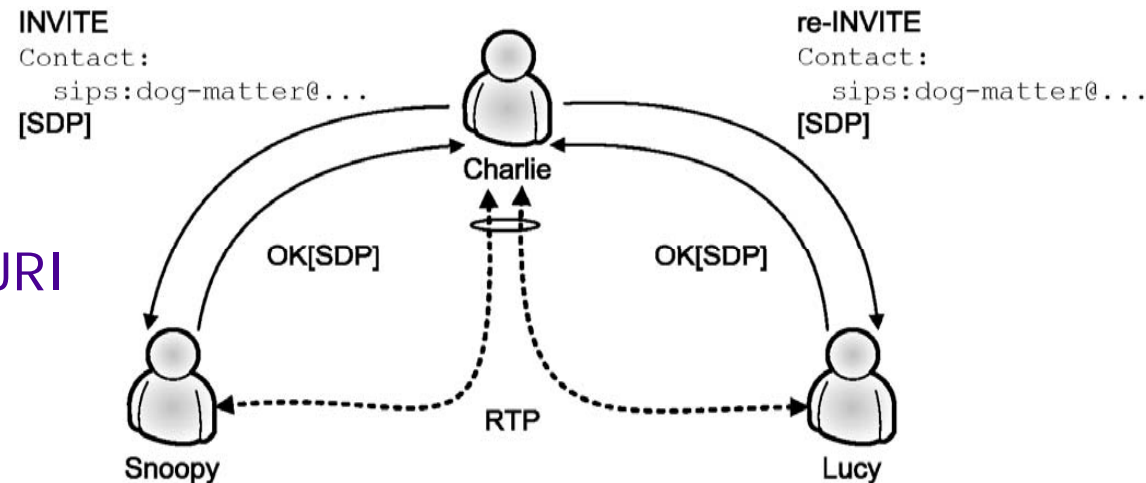 INVITE
Contact:
sips:dog-matter@...
[SDP]
re-INVITE
Contact:
sips:dog-matter@...
[SDP]
Charlie
OK[SDP]
OK[SDP]
URI
RTP
Snoopy
Lucy